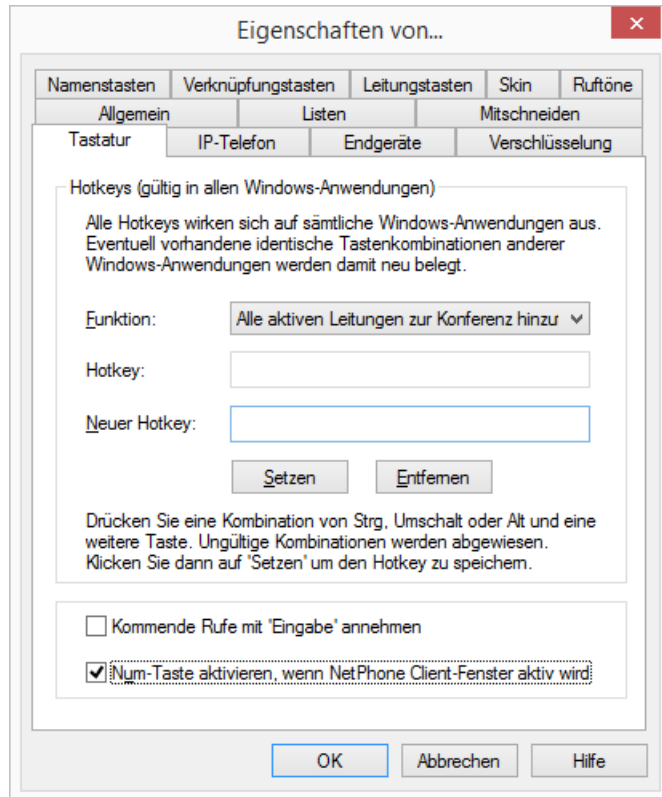 Eigenschaften von...
Namenstasten Verknüpfungstasten Leitungstasten Skin Ruftöne
Allgemein Listen Mitschneiden
Tastatur IP-Telefon Endgeräte Verschlüsselung
Hotkeys (gültig in allen Windows-Anwendungen)
Alle Hotkeys wirken sich auf sämtliche Windows-Anwendungen aus.
Eventuell vorhandene identische Tastenkombinationen anderer
Windows-Anwendungen werden damit neu belegt.
Funktion: Alle aktiven Leitungen zur Konferenz hinzur
Hotkey:
Neuer Hotkey:
Setzen Entfernen
Drücken Sie eine Kombination von Strg, Umschalt oder Alt und eine
weitere Taste. Ungültige Kombinationen werden abgewiesen.
Klicken Sie dann auf 'Setzen' um den Hotkey zu speichern.
Kommende Rufe mit 'Eingabe' annehmen
Num-Taste aktivieren, wenn NetPhone Client-Fenster aktiv wird
OK Abbrechen Hilfe